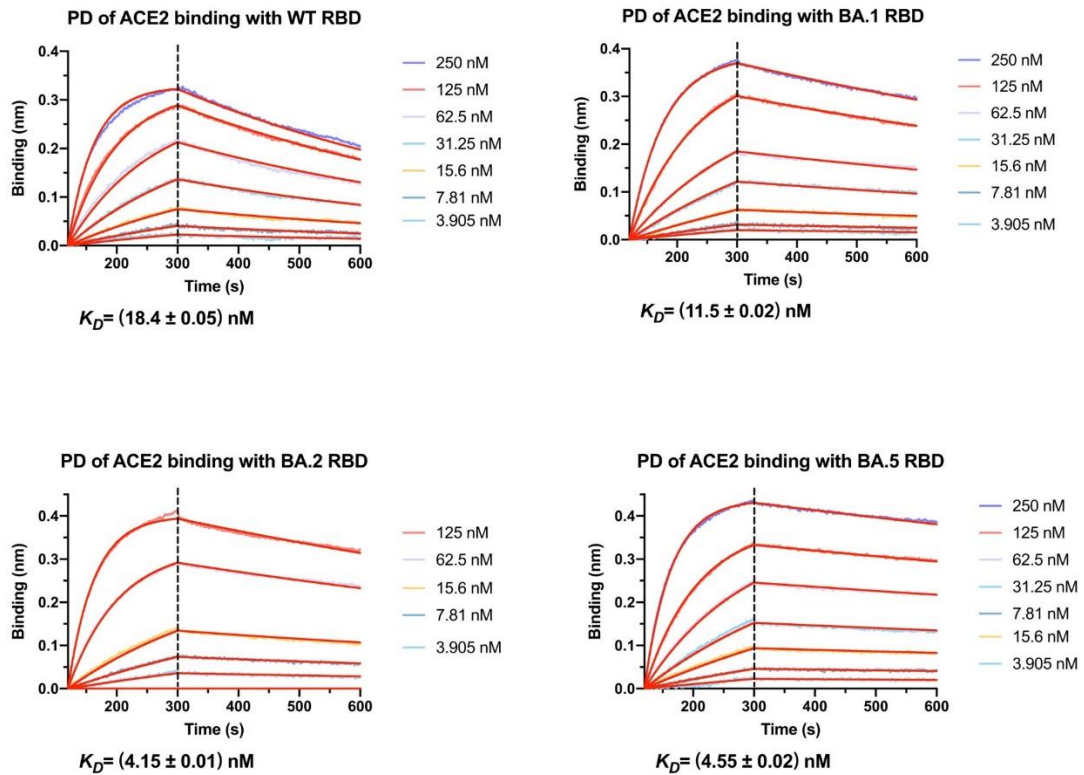 PD of ACE2 binding with WT RBD
Binding (nm)
0.4
0.3
0.2
0.1
0.0
200 300 400 500 600
Time (s)
250 nM
125 nM
62.5 nM
31.25 nM
15.6 nM
7.81 nM
3.905 nM
KD= (18.4 ± 0.05) nM
PD of ACE2 binding with BA.1 RBD
Binding (nm)
0.4
0.3
0.2
0.1
0.0
200 300 400 500 600
Time (s)
250 nM
125 nM
62.5 nM
31.25 nM
15.6 nM
7.81 nM
3.905 nM
KD= (11.5 ± 0.02) nM
PD of ACE2 binding with BA.2 RBD
Binding (nm)
0.4
0.3
0.2
0.1
0.0
200 300 400 500 600
Time (s)
125 nM
62.5 nM
15.6 nM
7.81 nM
3.905 nM
KD= (4.15 ± 0.01) nM
PD of ACE2 binding with BA.5 RBD
Binding (nm)
0.4
0.3
0.2
0.1
0.0
200 300 400 500 600
Time (s)
250 nM
125 nM
62.5 nM
31.25 nM
7.81 nM
15.6 nM
3.905 nM
KD= (4.55 ± 0.02) nM